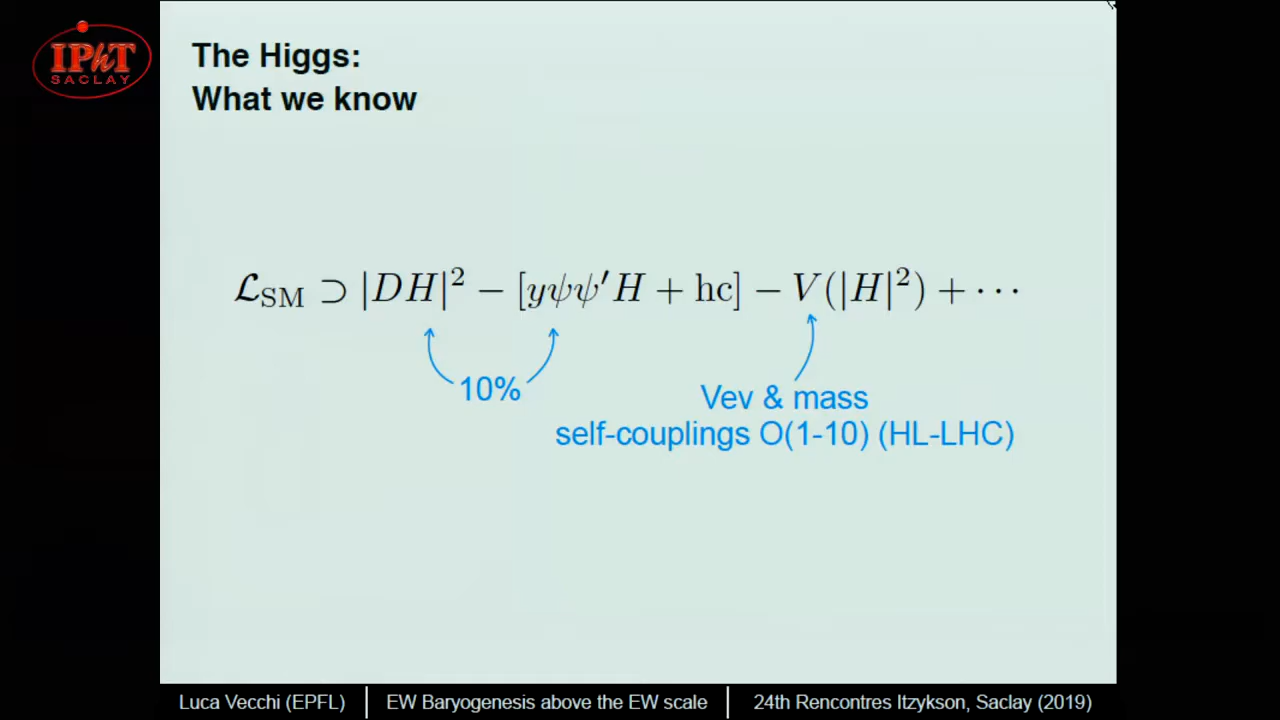 IPhT
SACLAY
The Higgs:
What we know
ℒ_SM ⊃ |DH|² − [yψψ′H + hc] − V(|H|²) + ···
10%
Vev & mass
self-couplings O(1-10) (HL-LHC)
Luca Vecchi (EPFL) | EW Baryogenesis above the EW scale | 24th Rencontres Itzykson, Saclay (2019)